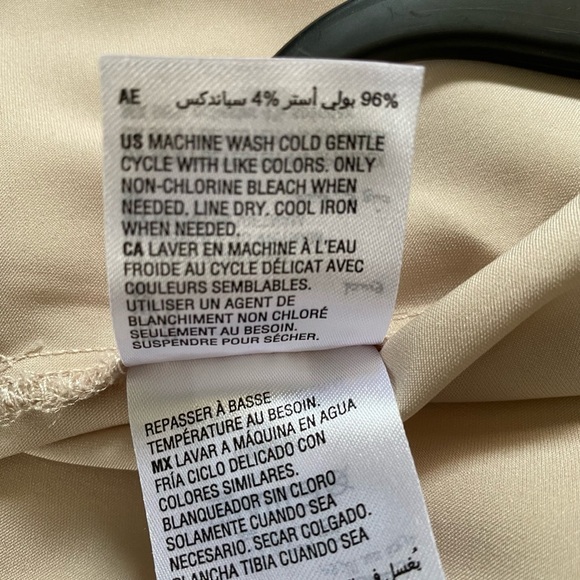 AE 96% بولي أستر 4% سباندكس
US MACHINE WASH COLD GENTLE
CYCLE WITH LIKE COLORS. ONLY
NON-CHLORINE BLEACH WHEN
NEEDED. LINE DRY. COOL IRON
WHEN NEEDED.
CA LAVER EN MACHINE À L'EAU
FROIDE AU CYCLE DÉLICAT AVEC
COULEURS SEMBLABLES.
UTILISER UN AGENT DE
BLANCHIMENT NON CHLORÉ
SEULEMENT AU BESOIN.
SUSPENDRE POUR SÉCHER.
REPASSER À BASSE
TEMPÉRATURE AU BESOIN.
MX LAVAR A MÁQUINA EN AGUA
FRÍA CICLO DELICADO CON
COLORES SIMILARES.
BLANQUEADOR SIN CLORO
SOLAMENTE CUANDO SEA
NECESARIO. SECAR COLGADO.
PLANCHA TIBIA CUANDO SEA